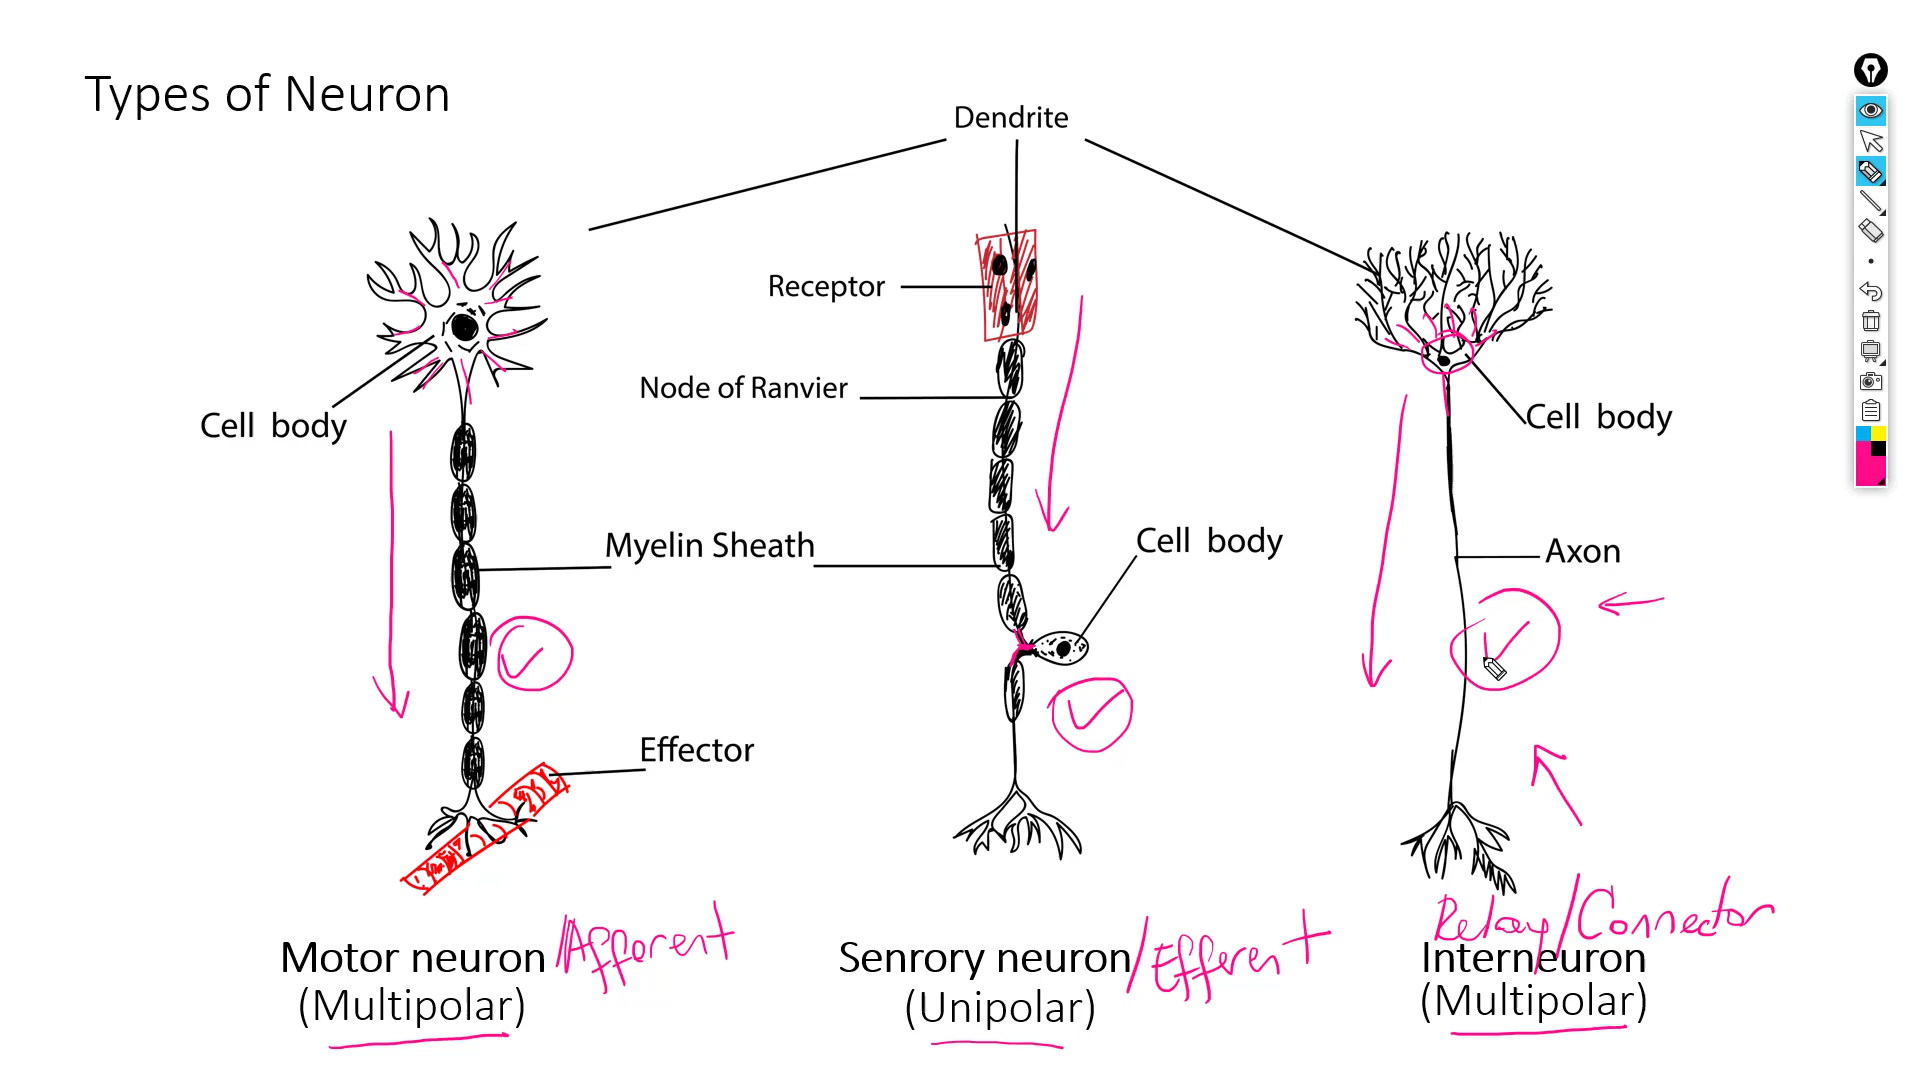 Types of Neuron
Dendrite
Receptor
Node of Ranvier
Cell body
Cell body
Myelin Sheath
Cell body
Axon
Effector
Relay/Connector
Motor neuron /Afferent
(Multipolar)
Senrory neuron /Efferent
(Unipolar)
Interneuron
(Multipolar)